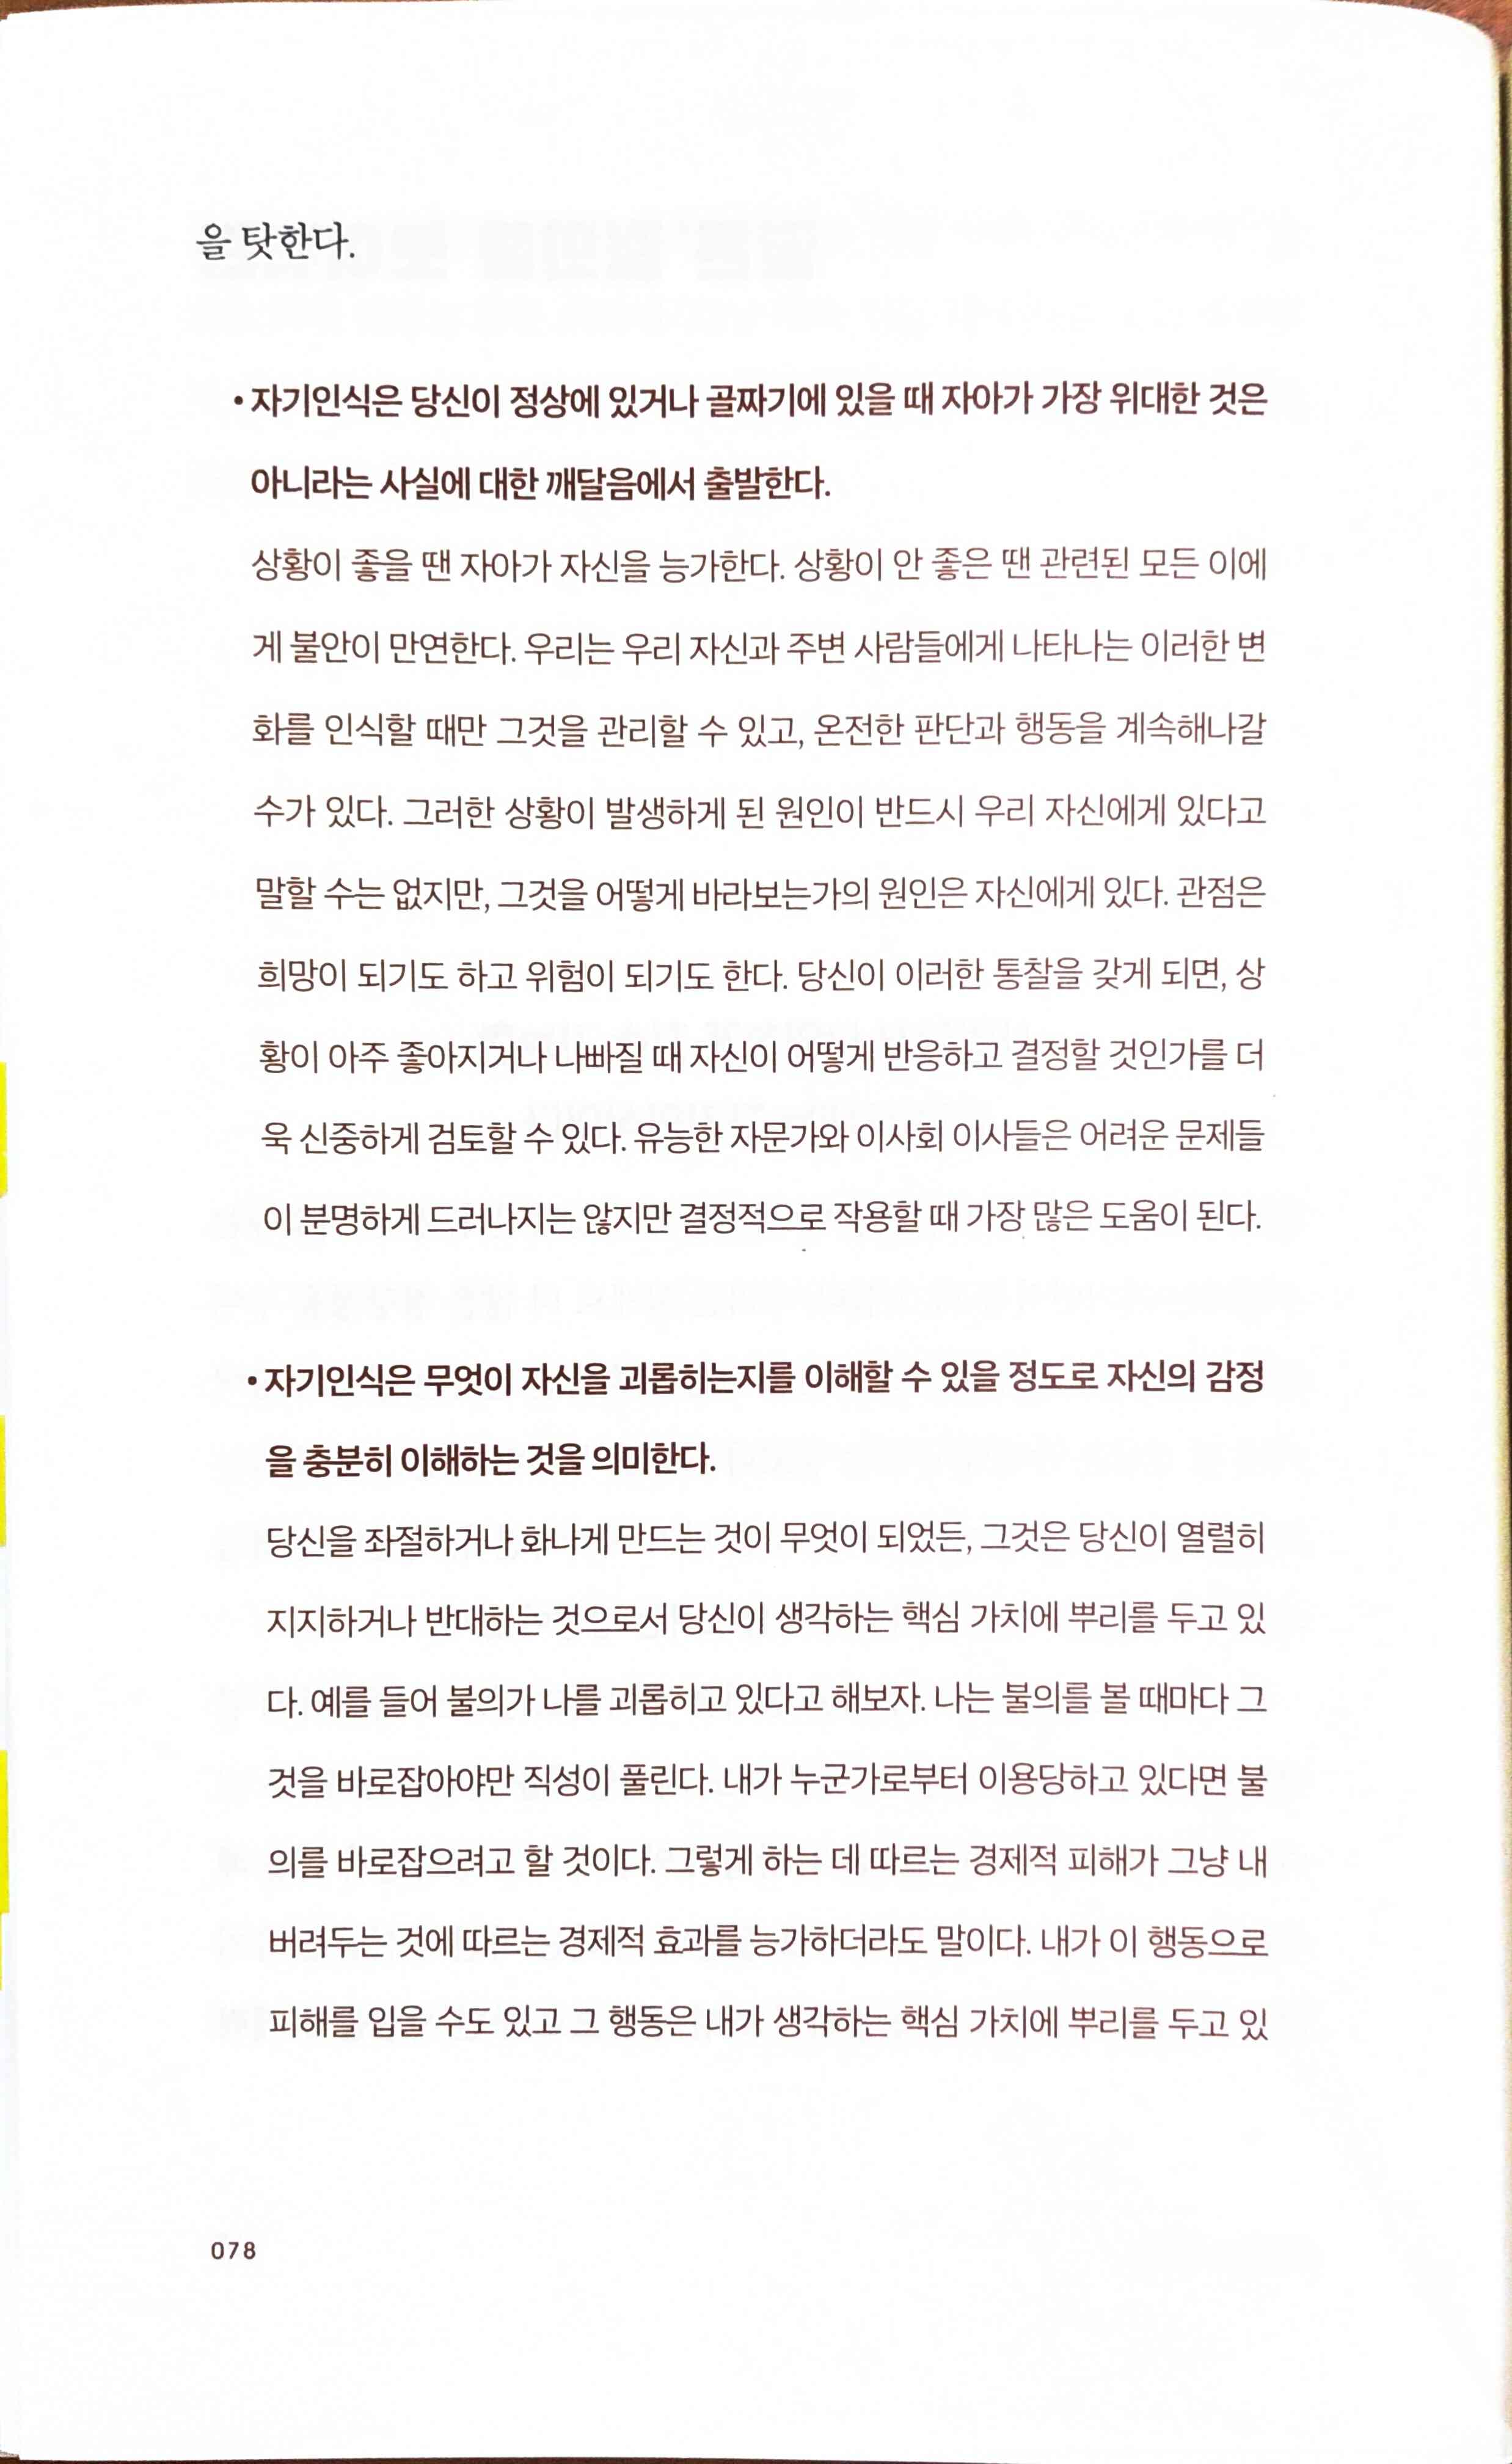 을 탓한다.
• 자기인식은 당신이 정상에 있거나 골짜기에 있을 때 자아가 가장 위대한 것은
아니라는 사실에 대한 깨달음에서 출발한다.
상황이 좋을 땐 자아가 자신을 능가한다. 상황이 안 좋은 땐 관련된 모든 이에
게 불안이 만연한다. 우리는 우리 자신과 주변 사람들에게 나타나는 이러한 변
화를 인식할 때만 그것을 관리할 수 있고, 온전한 판단과 행동을 계속해나갈
수가 있다. 그러한 상황이 발생하게 된 원인이 반드시 우리 자신에게 있다고
말할 수는 없지만, 그것을 어떻게 바라보는가의 원인은 자신에게 있다. 관점은
희망이 되기도 하고 위험이 되기도 한다. 당신이 이러한 통찰을 갖게 되면, 상
황이 아주 좋아지거나 나빠질 때 자신이 어떻게 반응하고 결정할 것인가를 더
욱 신중하게 검토할 수 있다. 유능한 자문가와 이사회 이사들은 어려운 문제들
이 분명하게 드러나지는 않지만 결정적으로 작용할 때 가장 많은 도움이 된다.
• 자기인식은 무엇이 자신을 괴롭히는지를 이해할 수 있을 정도로 자신의 감정
을 충분히 이해하는 것을 의미한다.
당신을 좌절하거나 화나게 만드는 것이 무엇이 되었든, 그것은 당신이 열렬히
지지하거나 반대하는 것으로서 당신이 생각하는 핵심 가치에 뿌리를 두고 있
다. 예를 들어 불의가 나를 괴롭히고 있다고 해보자. 나는 불의를 볼 때마다 그
것을 바로잡아야만 직성이 풀린다. 내가 누군가로부터 이용당하고 있다면 불
의를 바로잡으려고 할 것이다. 그렇게 하는 데 따르는 경제적 피해가 그냥 내
버려두는 것에 따르는 경제적 효과를 능가하더라도 말이다. 내가 이 행동으로
피해를 입을 수도 있고 그 행동은 내가 생각하는 핵심 가치에 뿌리를 두고 있
078